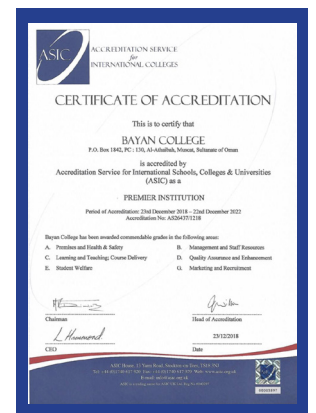 ASIC
ACCREDITATION SERVICE
for
INTERNATIONAL COLLEGES
CERTIFICATE OF ACCREDITATION
This is to certify that
BAYAN COLLEGE
P.O. Box 1842, PC : 130, Al-Athaibah, Muscat, Sultanate of Oman
is accredited by
Accreditation Service for International Schools, Colleges & Universities
(ASIC) as a
PREMIER INSTITUTION
Period of Accreditation: 23rd December 2018 – 22nd December 2022
Accreditation No: AS26437/1218
Bayan College has been awarded commendable grades in the following areas:
A. Premises and Health & Safety B. Management and Staff Resources
C. Learning and Teaching; Course Delivery D. Quality Assurance and Enhancement
E. Student Welfare G. Marketing and Recruitment
Chairman Head of Accreditation
L Hammond 23/12/2018
CEO Date